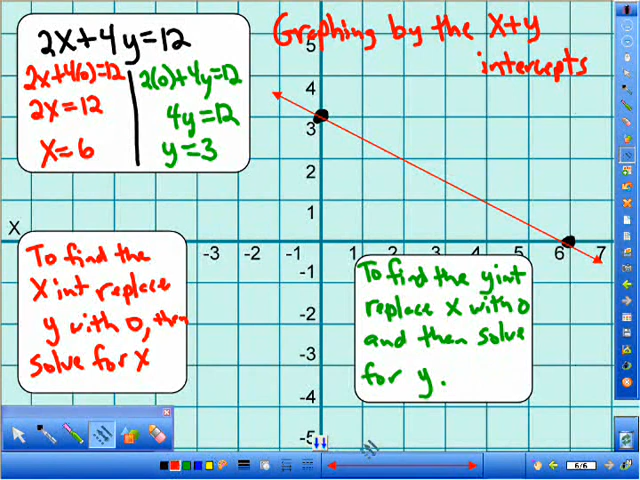 Graphing by the X+y
intercepts
2X+4y=12
2x+4(0)=12
2X=12
X=6
2(0)+4y=12
4y=12
y=3
5
4
3
2
1
X
-3 -2 -1 1 2 3 4 5 6 7
-1
-2
-3
-4
-5
To find the
X int replace
y with 0, then
solve for X
To find the y int
replace X with 0
and then solve
for y.
6/6